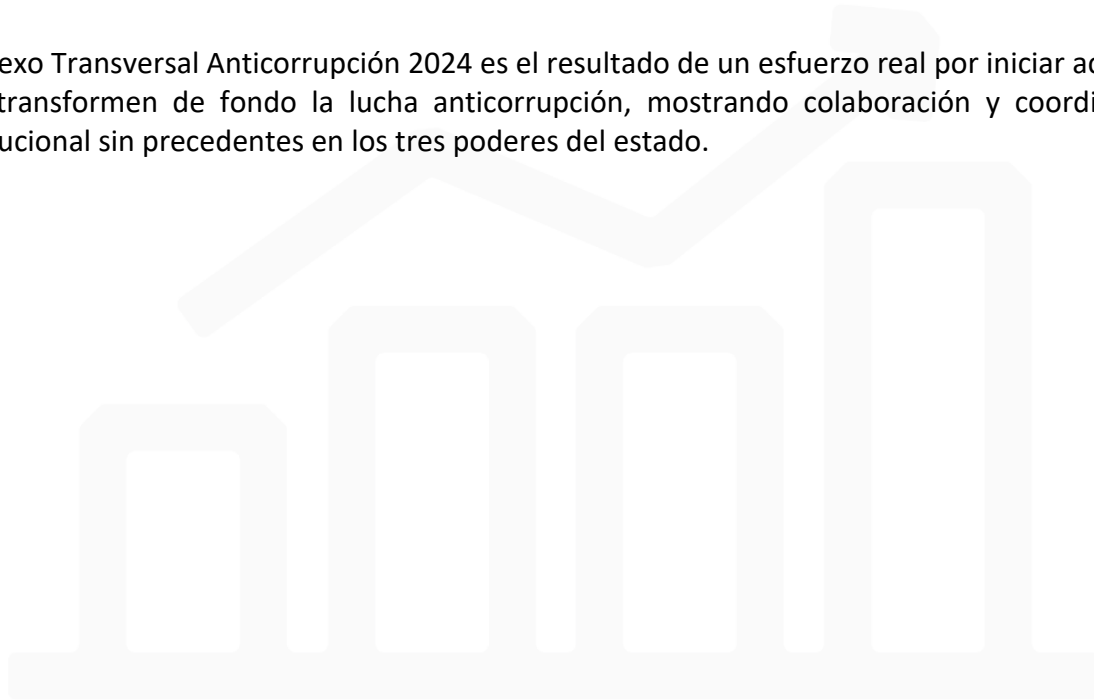 exo Transversal Anticorrupción 2024 es el resultado de un esfuerzo real por iniciar ac
transformen de fondo la lucha anticorrupción, mostrando colaboración y coordi
ucional sin precedentes en los tres poderes del estado.